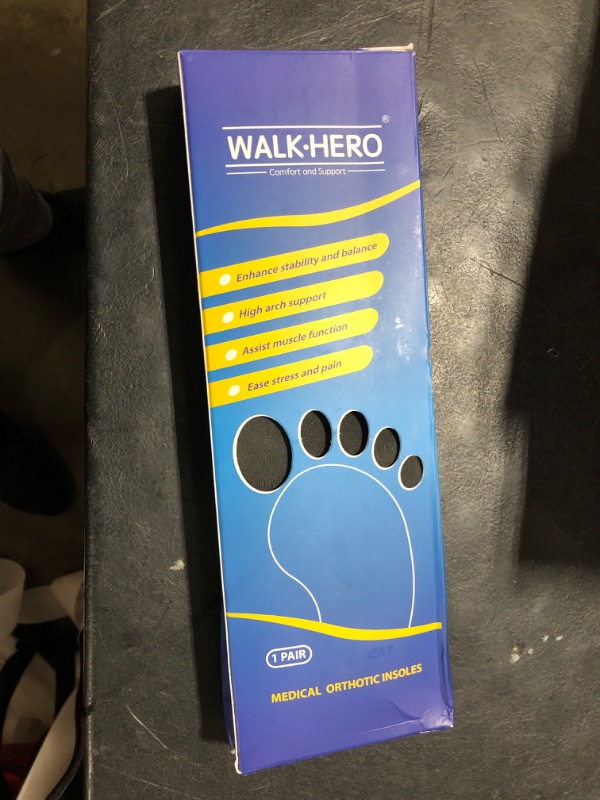 WALK·HERO®
Comfort and Support
Enhance stability and balance
High arch support
Assist muscle function
Ease stress and pain
1 PAIR
MEDICAL ORTHOTIC INSOLES